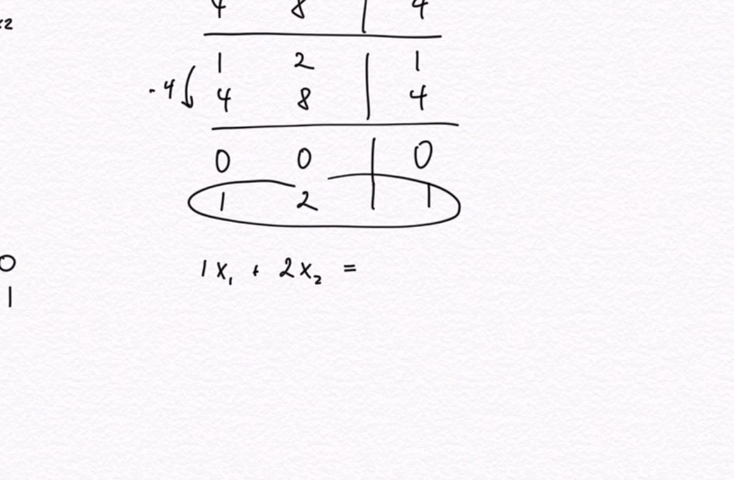 4 8 | 4
x2
1 2 | 1
-4 4 8 | 4
0 0 | 0
1 2 | 1
0
1x₁ + 2x₂ =
1